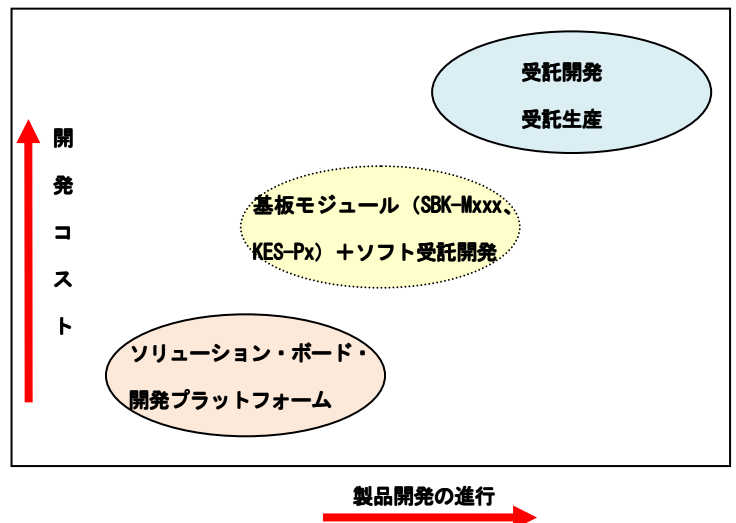 受託開発
受託生産
開発コスト
基板モジュール（SBK-Mxxx、
KES-Px）＋ソフト受託開発
ソリューション・ボード・
開発プラットフォーム
製品開発の進行